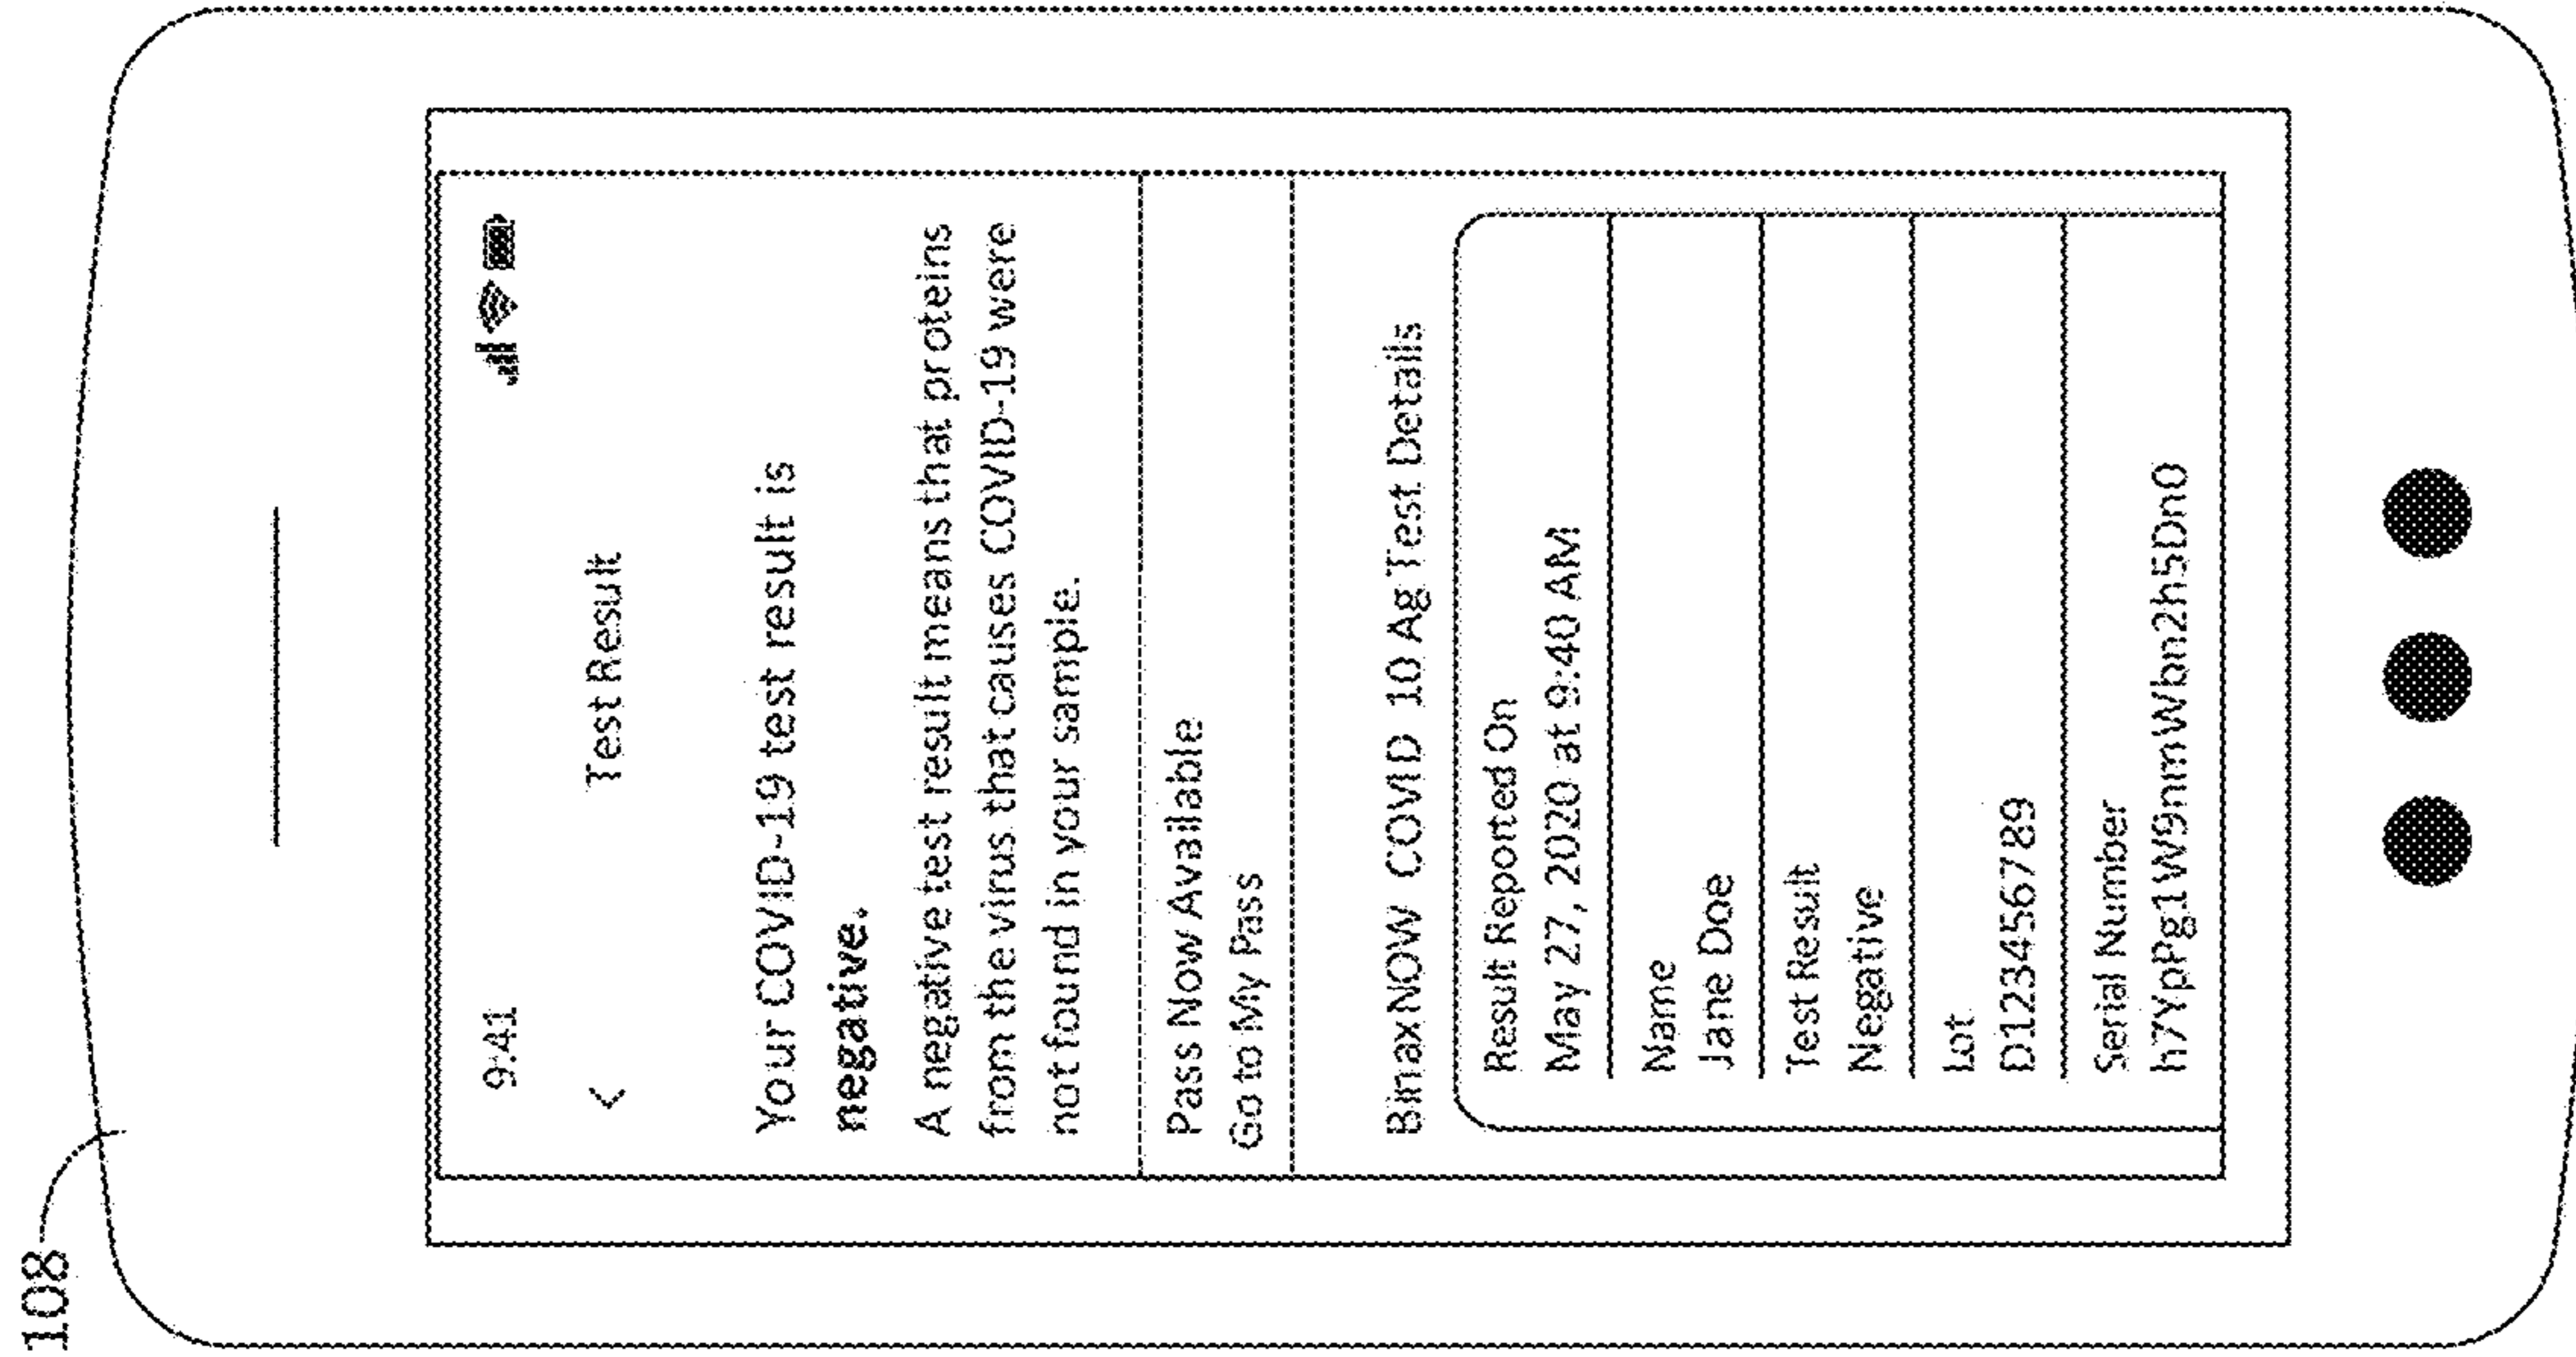 108
9:41
< Test Result
Your COVID-19 test result is
negative.
A negative test result means that proteins
from the virus that causes COVID-19 were
not found in your sample.
Pass Now Available
Go to My Pass
BinaxNOW COVID 10 Ag Test Details
Result Reported On
May 27, 2020 at 9:40 AM
Name
Jane Doe
Test Result
Negative
Lot
D123456789
Serial Number
h7YpPg1W9nmWbn2h5Dn0